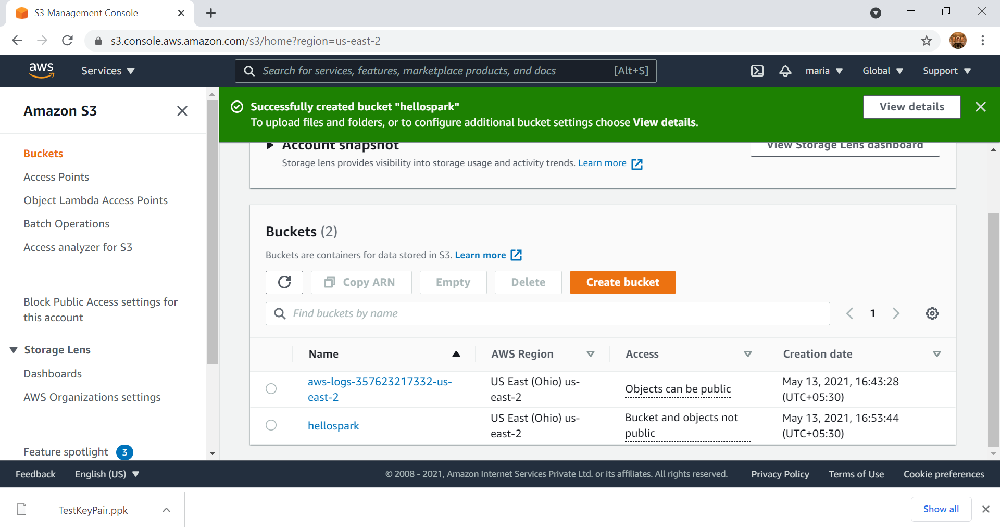 S3 Management Console
s3.console.aws.amazon.com/s3/home?region=us-east-2
aws
Services
Search for services, features, marketplace products, and docs
[Alt+S]
maria
Global
Support
Amazon S3
Buckets
Access Points
Object Lambda Access Points
Batch Operations
Access analyzer for S3
Block Public Access settings for
this account
Storage Lens
Dashboards
AWS Organizations settings
Feature spotlight 3
Successfully created bucket "hellospark"
To upload files and folders, or to configure additional bucket settings choose View details.
View details
Account snapshot
View Storage Lens dashboard
Storage lens provides visibility into storage usage and activity trends. Learn more
Buckets (2)
Buckets are containers for data stored in S3. Learn more
Copy ARN
Empty
Delete
Create bucket
Find buckets by name
1
Name
AWS Region
Access
Creation date
aws-logs-357623217332-us-
east-2
US East (Ohio) us-
east-2
Objects can be public
May 13, 2021, 16:43:28
(UTC+05:30)
hellospark
US East (Ohio) us-
east-2
Bucket and objects not
public
May 13, 2021, 16:53:44
(UTC+05:30)
Feedback
English (US)
© 2008 - 2021, Amazon Internet Services Private Ltd. or its affiliates. All rights reserved.
Privacy Policy
Terms of Use
Cookie preferences
TestKeyPair.ppk
Show all